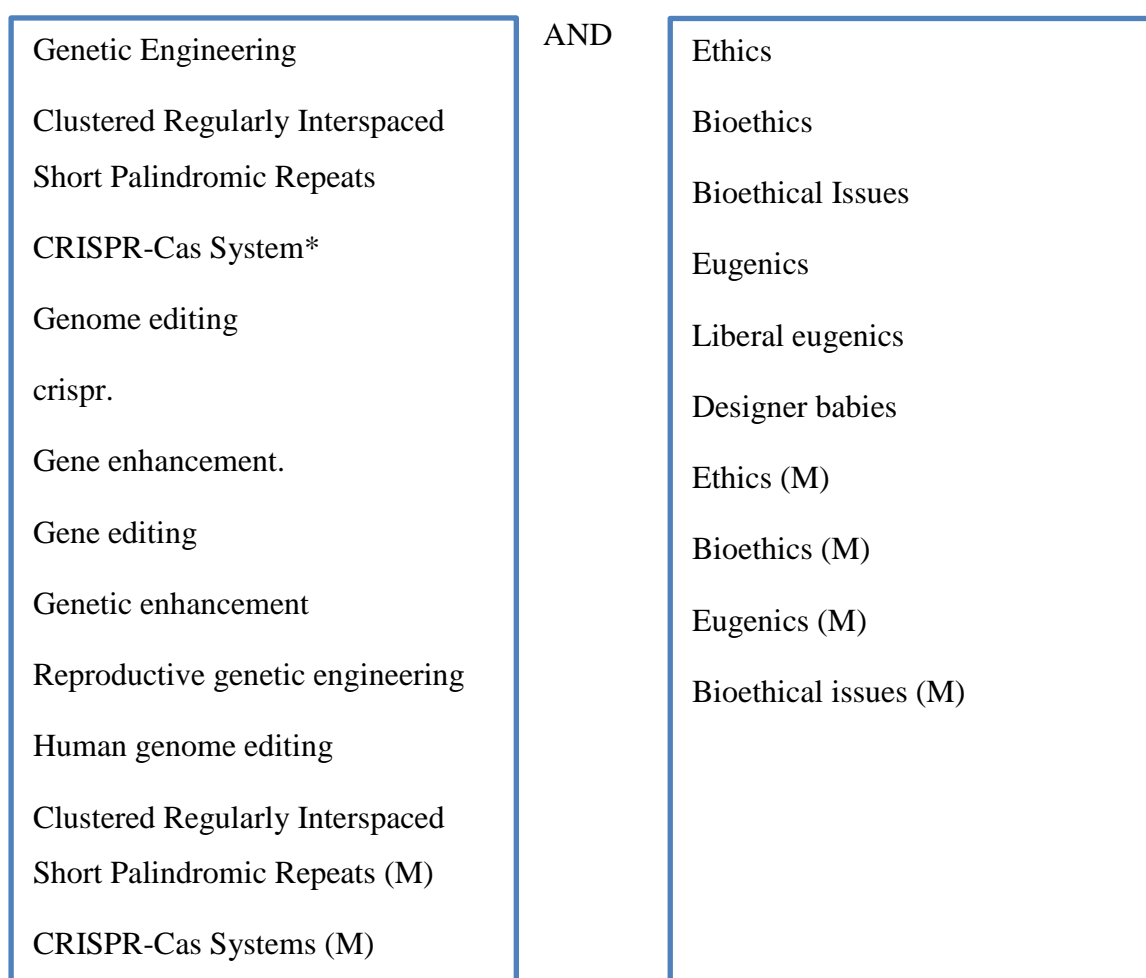 Genetic Engineering
Clustered Regularly Interspaced
Short Palindromic Repeats
CRISPR-Cas System*
Genome editing
crispr.
Gene enhancement.
Gene editing
Genetic enhancement
Reproductive genetic engineering
Human genome editing
Clustered Regularly Interspaced
Short Palindromic Repeats (M)
CRISPR-Cas Systems (M)
AND
Ethics
Bioethics
Bioethical Issues
Eugenics
Liberal eugenics
Designer babies
Ethics (M)
Bioethics (M)
Eugenics (M)
Bioethical issues (M)